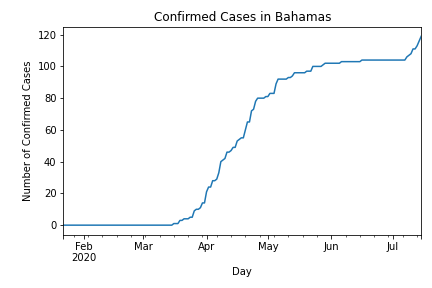 Confirmed Cases in Bahamas
120
100
80
60
40
20
0
Number of Confirmed Cases
Feb Mar Apr May Jun Jul
2020
Day